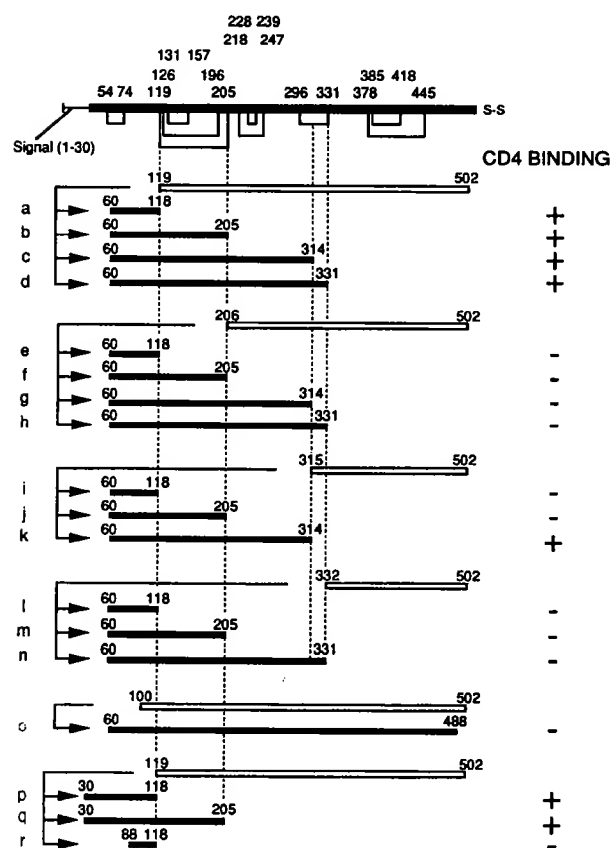 228 239
218 247
131 157
126 196
385 418
54 74 119 205 296 331 378 445
S-S
Signal (1-30)
CD4 BINDING
119 502
a 60 118 +
b 60 205 +
c 60 314 +
d 60 331 +
206 502
e 60 118 -
f 60 205 -
g 60 314 -
h 60 331 -
315 502
i 60 118 -
j 60 205 -
k 60 314 +
332 502
l 60 118 -
m 60 205 -
n 60 331 -
100 502
o 60 488 -
119 502
p 30 118 +
q 30 205 +
r 88 118 -